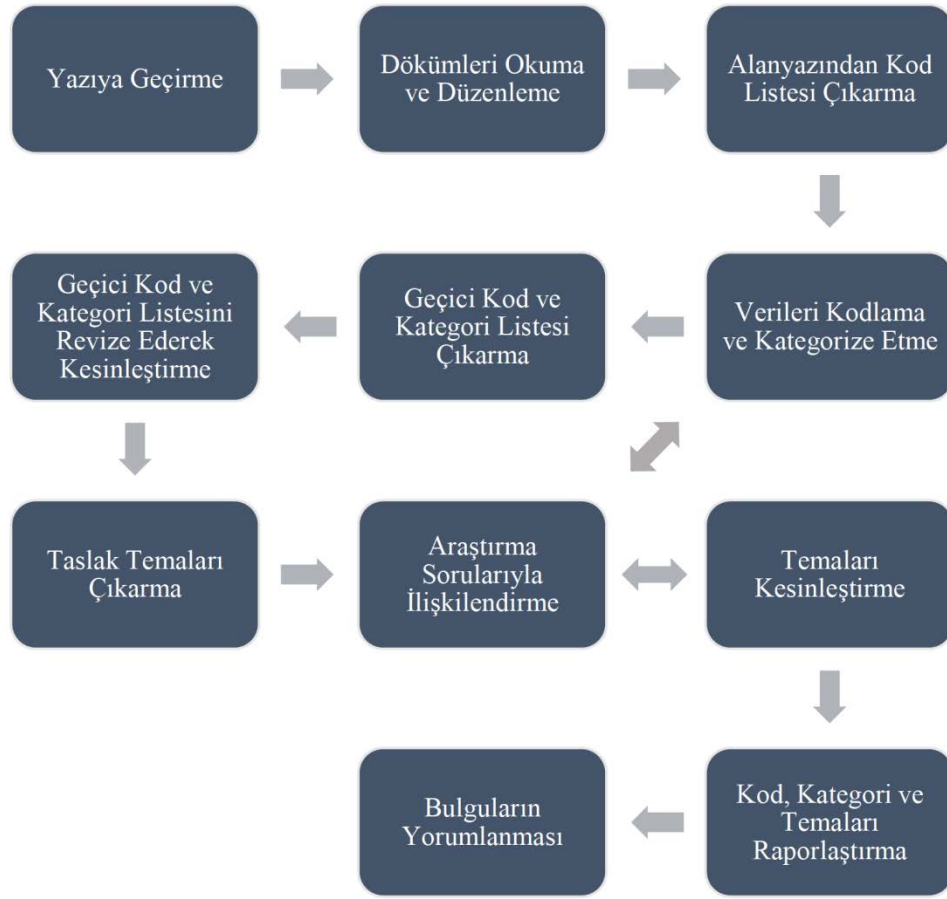 Yazıya Geçirme
Dökümleri Okuma
ve Düzenleme
Alanyazından Kod
Listesi Çıkarma
Geçici Kod ve
Kategori Listesini
Revize Ederek
Kesinleştirme
Geçici Kod ve
Kategori Listesi
Çıkarma
Verileri Kodlama
ve Kategorize Etme
Taslak Temaları
Çıkarma
Araştırma
Sorularıyla
İlişkilendirme
Temaları
Kesinleştirme
Bulguların
Yorumlanması
Kod, Kategori ve
Temaları
Raporlaştırma